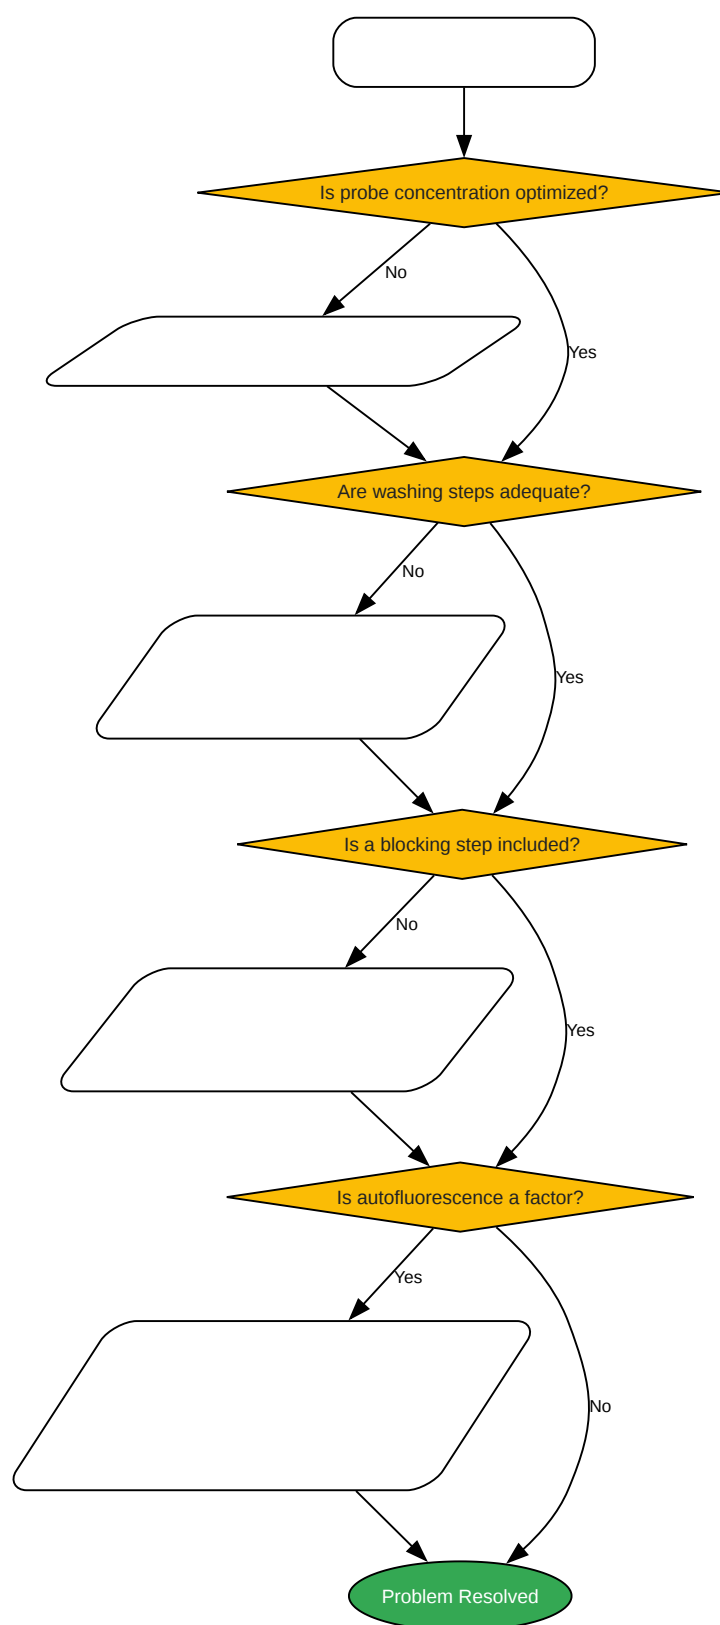 Is probe concentration optimized?
No
Yes
Are washing steps adequate?
No
Yes
Is a blocking step included?
No
Yes
Is autofluorescence a factor?
Yes
No
Problem Resolved